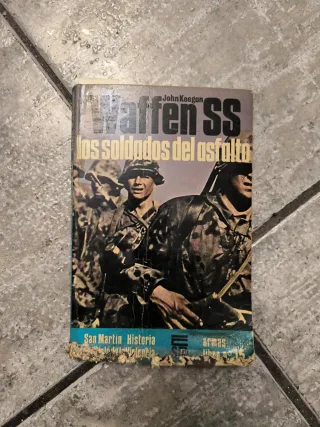 John Keegan
Waffen SS
los soldados del asfalto
San Martin Historia
armas